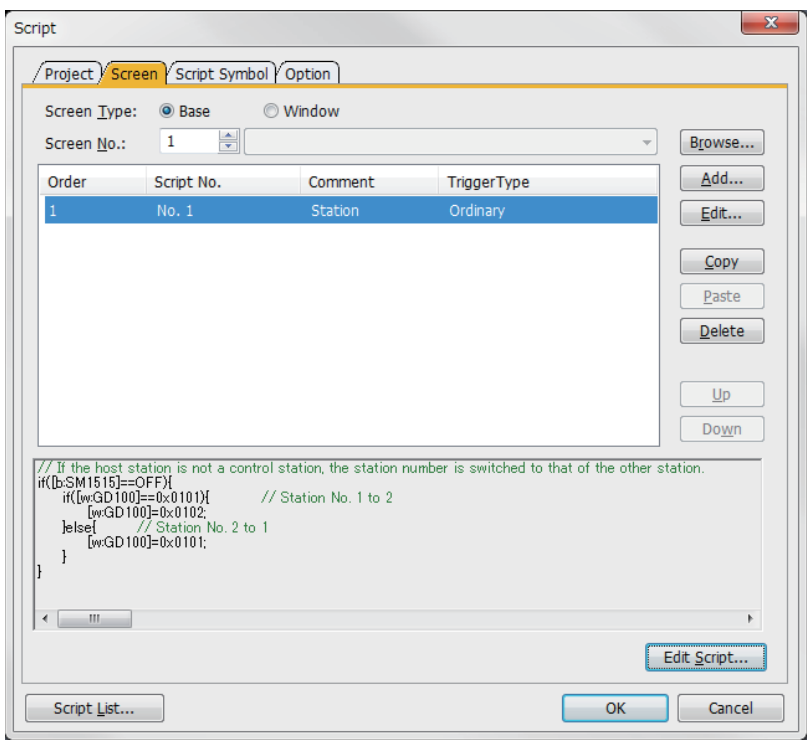 Script
Project Screen Script Symbol Option
Screen Type: Base Window
Screen No.: 1 Browse...
Order Script No. Comment TriggerType Add...
1 No. 1 Station Ordinary Edit...
Copy
Paste
Delete
Up
Down
// If the host station is not a control station, the station number is switched to that of the other station.
if([b:SM1515]==OFF){
if([w:GD100]==0x0101){ // Station No. 1 to 2
[w:GD100]=0x0102;
}else{ // Station No. 2 to 1
[w:GD100]=0x0101;
}
}
Edit Script...
Script List... OK Cancel